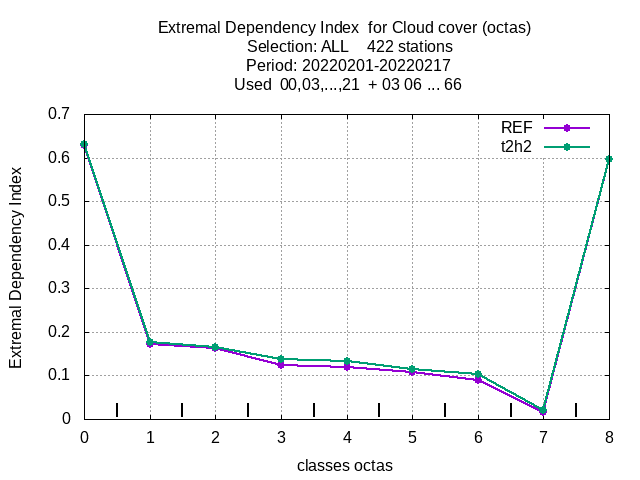 Extremal Dependency Index  for Cloud cover (octas)
Selection: ALL    422 stations
Period: 20220201-20220217
Used  00,03,...,21  + 03 06 ... 66
REF
t2h2
0.7
0.6
0.5
0.4
0.3
0.2
0.1
0
Extremal Dependency Index
0 1 2 3 4 5 6 7 8
classes octas